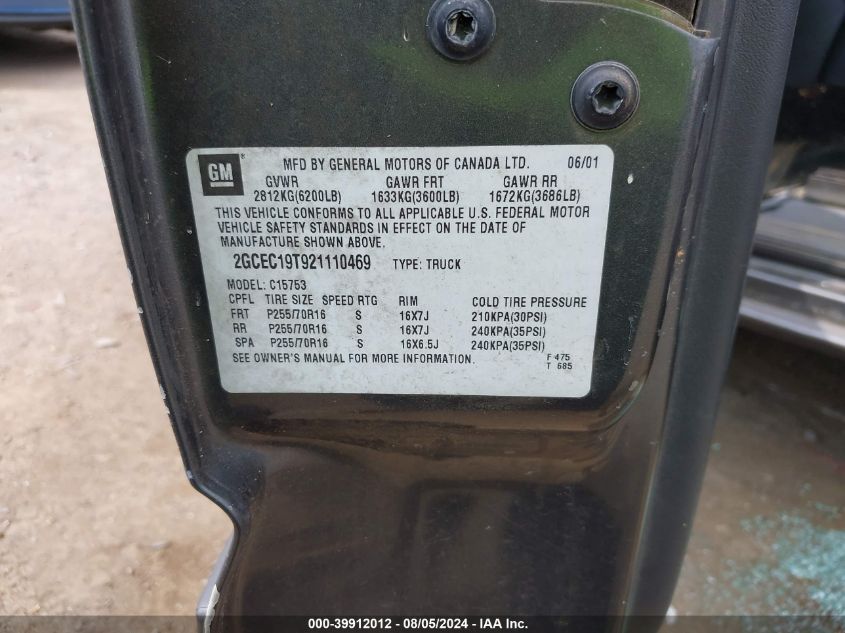 GM ® MFD BY GENERAL MOTORS OF CANADA LTD. 06/01
GVWR GAWR FRT GAWR RR
2812KG(6200LB) 1633KG(3600LB) 1672KG(3686LB)
THIS VEHICLE CONFORMS TO ALL APPLICABLE U.S. FEDERAL MOTOR
VEHICLE SAFETY STANDARDS IN EFFECT ON THE DATE OF
MANUFACTURE SHOWN ABOVE.
2GCEC19T921110469 TYPE: TRUCK
MODEL: C15753
CPFL TIRE SIZE SPEED RTG RIM COLD TIRE PRESSURE
FRT P255/70R16 S 16X7J 210KPA(30PSI)
RR P255/70R16 S 16X7J 240KPA(35PSI)
SPA P255/70R16 S 16X6.5J 240KPA(35PSI)
SEE OWNER'S MANUAL FOR MORE INFORMATION. F 475
T 685
000-39912012 - 08/05/2024 - IAA Inc.